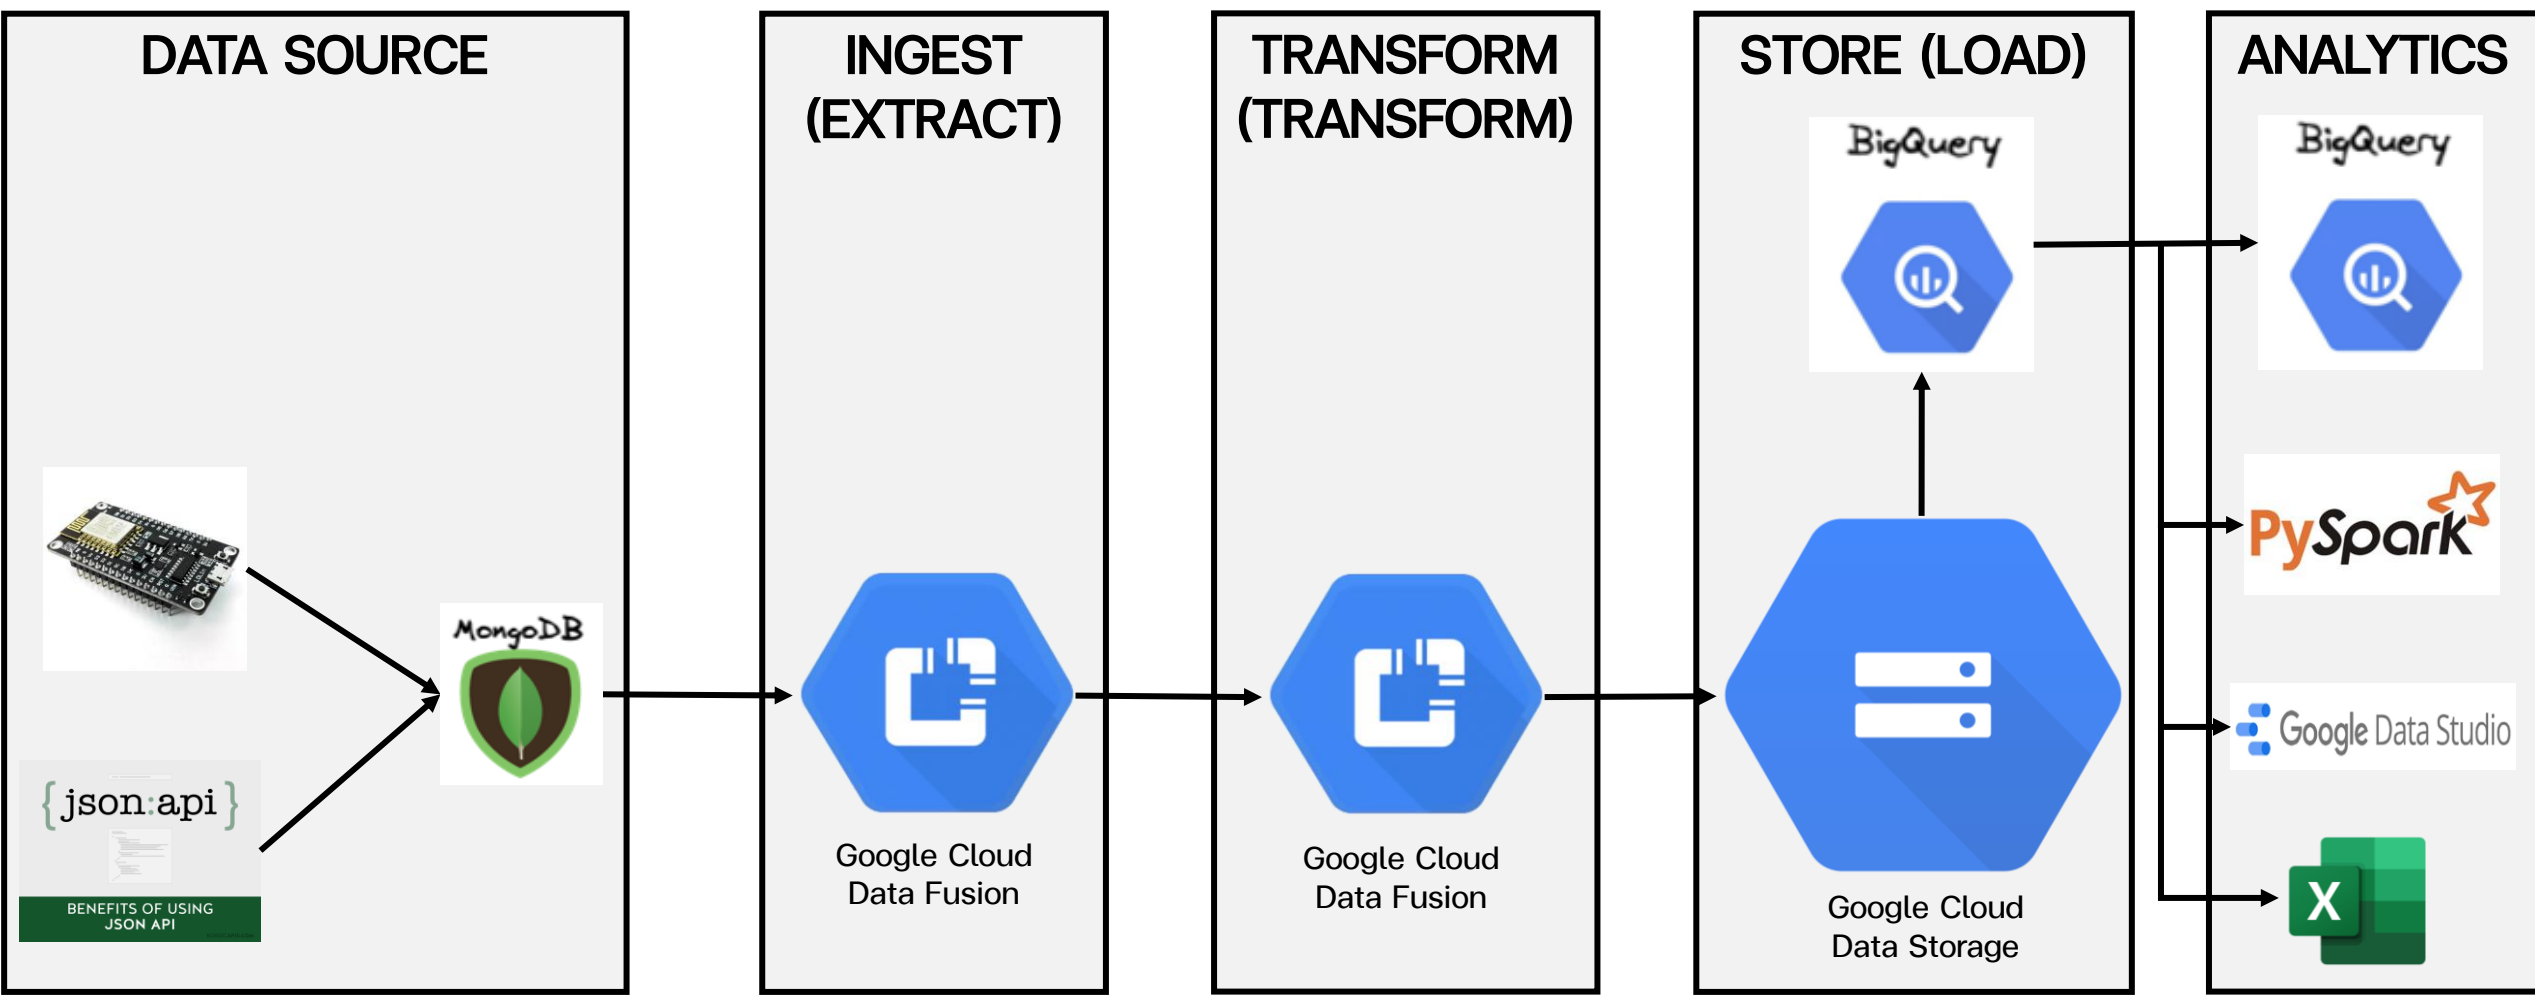 DATA SOURCE
{json:api}
BENEFITS OF USING
JSON API
MongoDB
INGEST
(EXTRACT)
Google Cloud
Data Fusion
TRANSFORM
(TRANSFORM)
Google Cloud
Data Fusion
STORE (LOAD)
BigQuery
Google Cloud
Data Storage
ANALYTICS
BigQuery
PySpark
Google Data Studio
X